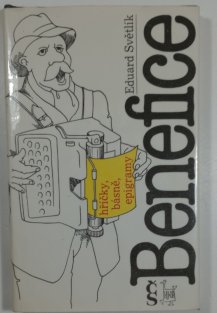 Eduard Světlík
Benefice
hříčky,
básně,
epigramy
ČS